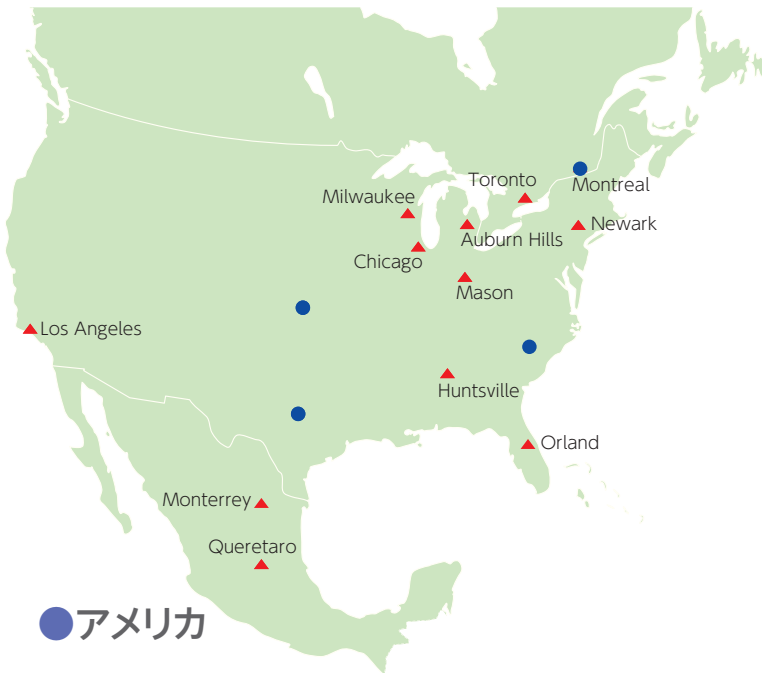 Toronto
Montreal
Milwaukee
Newark
Auburn Hills
Chicago
Mason
Los Angeles
Huntsville
Orland
Monterrey
Queretaro
アメリカ